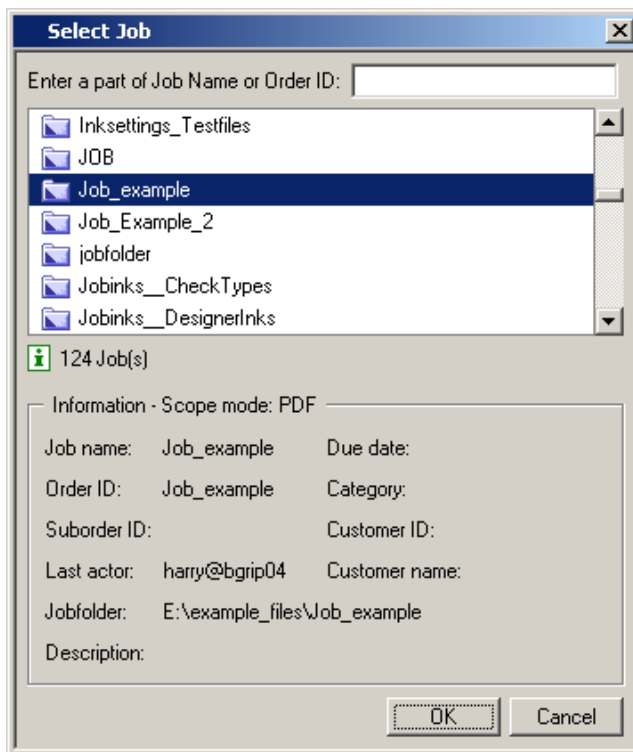 Select Job
Enter a part of Job Name or Order ID:
Inksettings_Testfiles
JOB
Job_example
Job_Example_2
jobfolder
Jobinks__CheckTypes
Jobinks__DesignerInks
124 Job(s)
Information - Scope mode: PDF
Job name: Job_example Due date:
Order ID: Job_example Category:
Suborder ID: Customer ID:
Last actor: harry@bgrip04 Customer name:
Jobfolder: E:\example_files\Job_example
Description:
OK Cancel